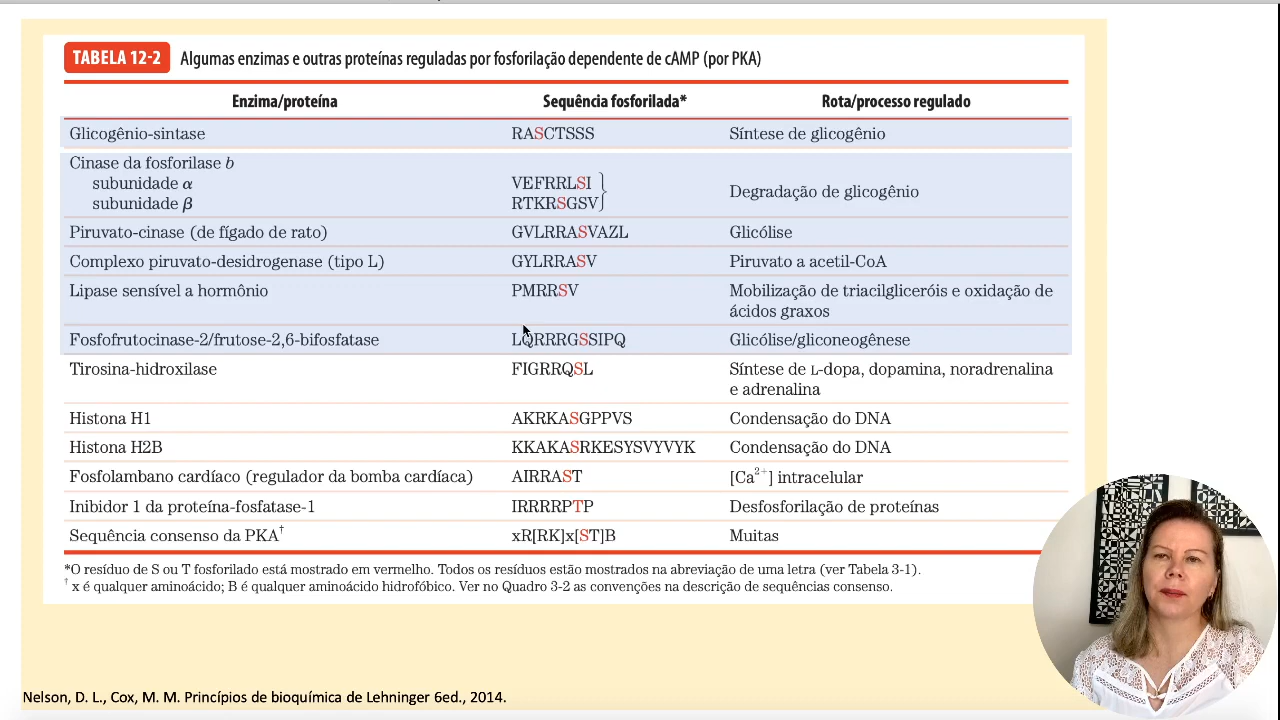 TABELA 12-2 Algumas enzimas e outras proteínas reguladas por fosforilação dependente de cAMP (por PKA)
Enzima/proteína Sequência fosforilada* Rota/processo regulado
Glicogênio-sintase RASCTSSS Síntese de glicogênio
Cinase da fosforilase b
subunidade α VEFRRLSI
Degradação de glicogênio
subunidade β RTKRSGSV
Piruvato-cinase (de fígado de rato) GVLRRASVAZL Glicólise
Complexo piruvato-desidrogenase (tipo L) GYLRRASV Piruvato a acetil-CoA
Lipase sensível a hormônio PMRRSV Mobilização de triacilgliceróis e oxidação de
ácidos graxos
Fosfofrutocinase-2/frutose-2,6-bifosfatase LQRRRGSSIPQ Glicólise/gliconeogênese
Tirosina-hidroxilase FIGRRQSL Síntese de L-dopa, dopamina, noradrenalina
e adrenalina
Histona H1 AKRKASGPPVS Condensação do DNA
Histona H2B KKAKASRKESYSVYVYK Condensação do DNA
Fosfolambano cardíaco (regulador da bomba cardíaca) AIRRAST [Ca²⁺] intracelular
Inibidor 1 da proteína-fosfatase-1 IRRRRPTP Desfosforilação de proteínas
Sequência consenso da PKA† xR[RK]x[ST]B Muitas
*O resíduo de S ou T fosforilado está mostrado em vermelho. Todos os resíduos estão mostrados na abreviação de uma letra (ver Tabela 3-1).
† x é qualquer aminoácido; B é qualquer aminoácido hidrofóbico. Ver no Quadro 3-2 as convenções na descrição de sequências consenso.
Nelson, D. L., Cox, M. M. Princípios de bioquímica de Lehninger 6ed., 2014.